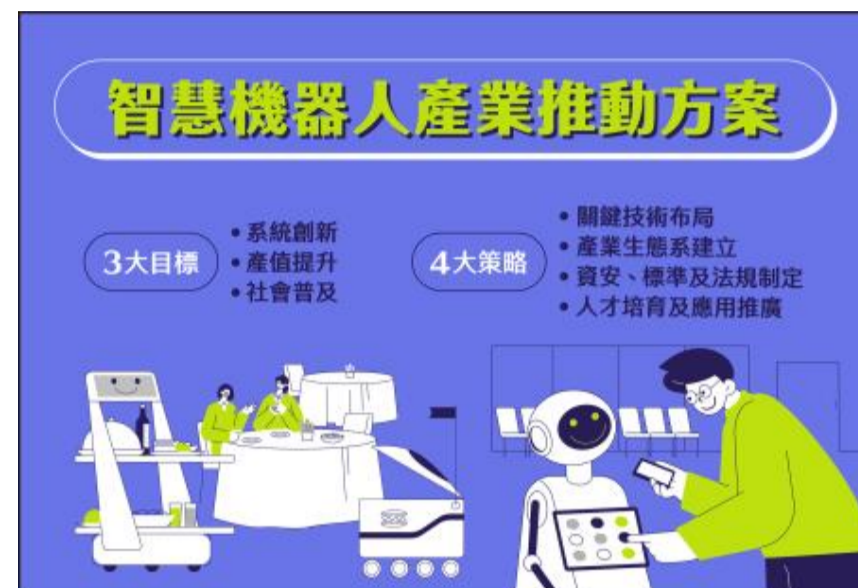 智慧機器人產業推動方案
3大目標
• 系統創新
• 產值提升
• 社會普及
4大策略
• 關鍵技術布局
• 產業生態系建立
• 資安、標準及法規制定
• 人才培育及應用推廣